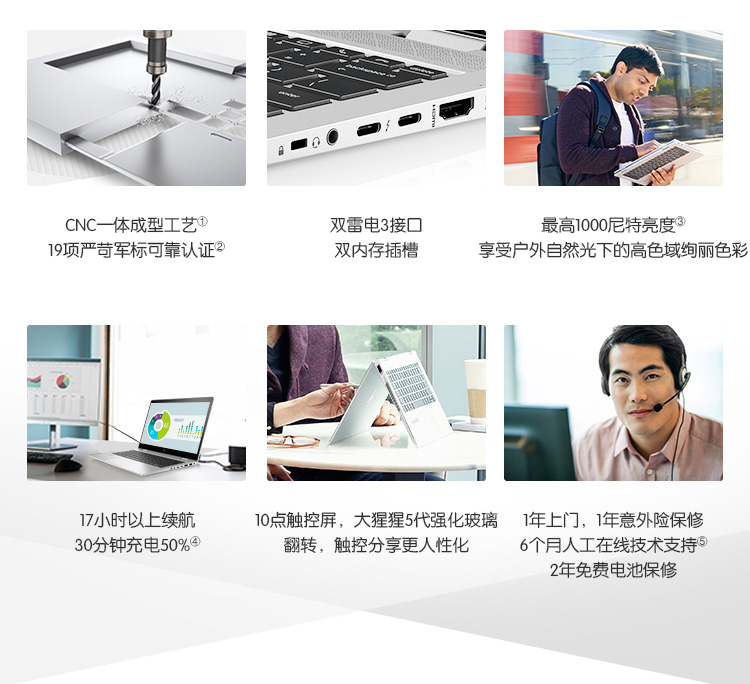 backspace
enter
HDMI
CNC一体成型工艺①
19项严苛军标可靠认证②
双雷电3接口
双内存插槽
最高1000尼特亮度③
享受户外自然光下的高色域绚丽色彩
17小时以上续航
30分钟充电50%④
10点触控屏，大猩猩5代强化玻璃
翻转，触控分享更人性化
1年上门，1年意外险保修
6个月人工在线技术支持⑤
2年免费电池保修